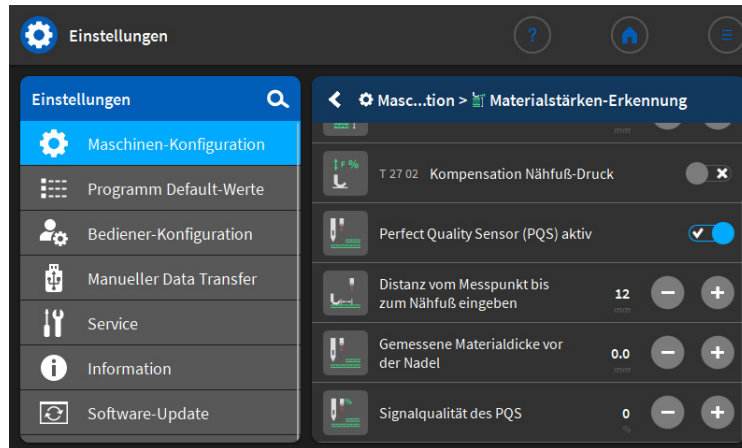 Einstellungen
?
Einstellungen
Masc...tion > Materialstärken-Erkennung
Maschinen-Konfiguration
Programm Default-Werte
Bediener-Konfiguration
Manueller Data Transfer
Service
Information
Software-Update
mm
F %
T 27 02 Kompensation Nähfuß-Druck
Perfect Quality Sensor (PQS) aktiv
Distanz vom Messpunkt bis
zum Nähfuß eingeben
12
mm
Gemessene Materialdicke vor
der Nadel
0.0
mm
Signalqualität des PQS
0
%